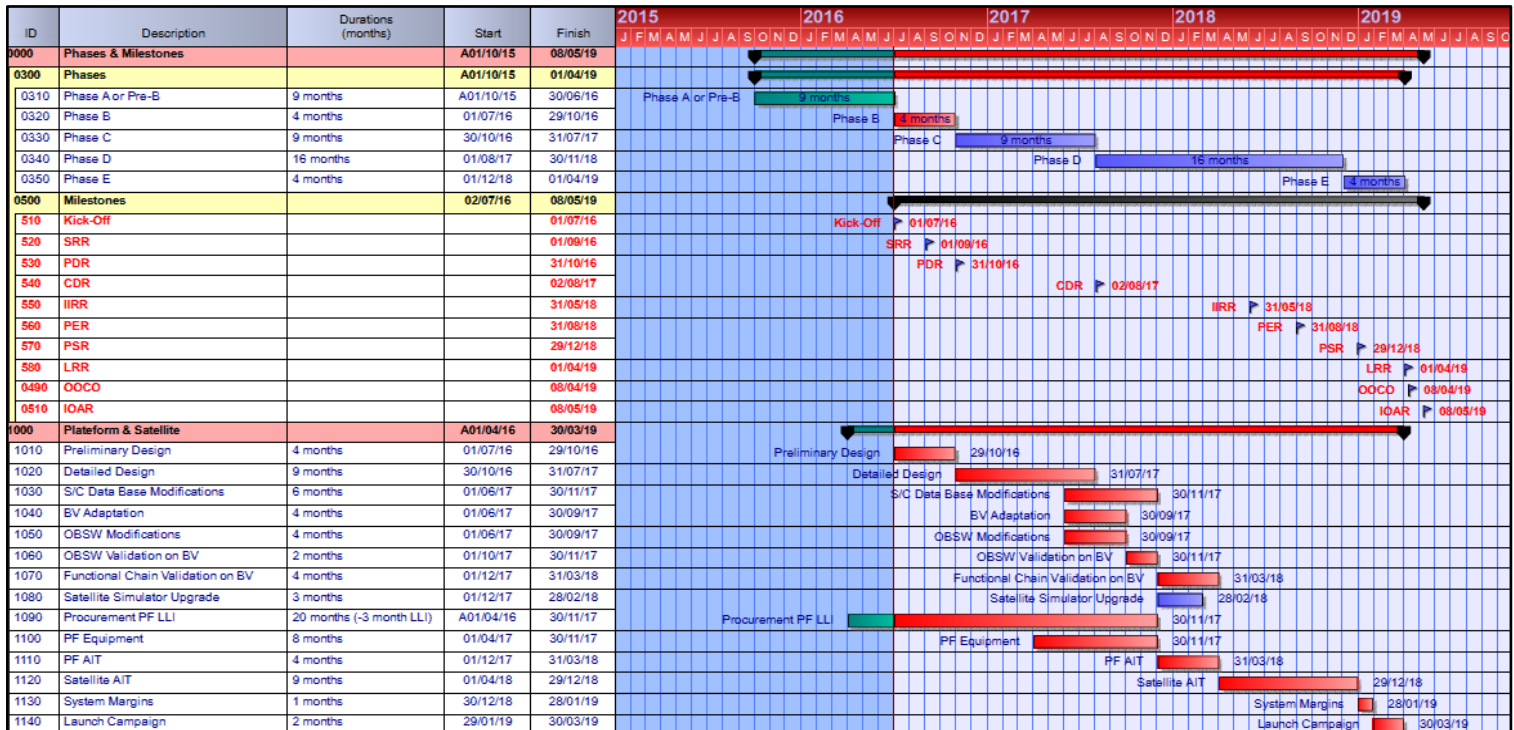 ID Description Durations (months) Start Finish 2015 2016 2017 2018 2019
J F M A M J J A S O N D J F M A M J J A S O N D J F M A M J J A S O N D J F M A M J J A S O N D J F M A M J J A S O
0000 Phases & Milestones A01/10/15 08/05/19
0300 Phases A01/10/15 01/04/19
0310 Phase A or Pre-B 9 months A01/10/15 30/06/16 Phase A or Pre-B 9 months
0320 Phase B 4 months 01/07/16 29/10/16 Phase B 4 months
0330 Phase C 9 months 30/10/16 31/07/17 Phase C 9 months
0340 Phase D 16 months 01/08/17 30/11/18 Phase D 16 months
0350 Phase E 4 months 01/12/18 01/04/19 Phase E 4 months
0500 Milestones 02/07/16 08/05/19
510 Kick-Off 01/07/16 Kick-Off 01/07/16
520 SRR 01/09/16 SRR 01/09/16
530 PDR 31/10/16 PDR 31/10/16
540 CDR 02/08/17 CDR 02/08/17
550 IIRR 31/05/18 IIRR 31/05/18
560 PER 31/08/18 PER 31/08/18
570 PSR 29/12/18 PSR 29/12/18
580 LRR 01/04/19 LRR 01/04/19
0490 OOCO 08/04/19 OOCO 08/04/19
0510 IOAR 08/05/19 IOAR 08/05/19
1000 Plateform & Satellite A01/04/16 30/03/19
1010 Preliminary Design 4 months 01/07/16 29/10/16 Preliminary Design 29/10/16
1020 Detailed Design 9 months 30/10/16 31/07/17 Detailed Design 31/07/17
1030 S/C Data Base Modifications 6 months 01/06/17 30/11/17 S/C Data Base Modifications 30/11/17
1040 BV Adaptation 4 months 01/06/17 30/09/17 BV Adaptation 30/09/17
1050 OBSW Modifications 4 months 01/06/17 30/09/17 OBSW Modifications 30/09/17
1060 OBSW Validation on BV 2 months 01/10/17 30/11/17 OBSW Validation on BV 30/11/17
1070 Functional Chain Validation on BV 4 months 01/12/17 31/03/18 Functional Chain Validation on BV 31/03/18
1080 Satellite Simulator Upgrade 3 months 01/12/17 28/02/18 Satellite Simulator Upgrade 28/02/18
1090 Procurement PF LLI 20 months (-3 month LLI) A01/04/16 30/11/17 Procurement PF LLI 30/11/17
1100 PF Equipment 8 months 01/04/17 30/11/17 PF Equipment 30/11/17
1110 PF AIT 4 months 01/12/17 31/03/18 PF AIT 31/03/18
1120 Satellite AIT 9 months 01/04/18 29/12/18 Satellite AIT 29/12/18
1130 System Margins 1 months 30/12/18 28/01/19 System Margins 28/01/19
1140 Launch Campaign 2 months 29/01/19 30/03/19 Launch Campaign 30/03/19